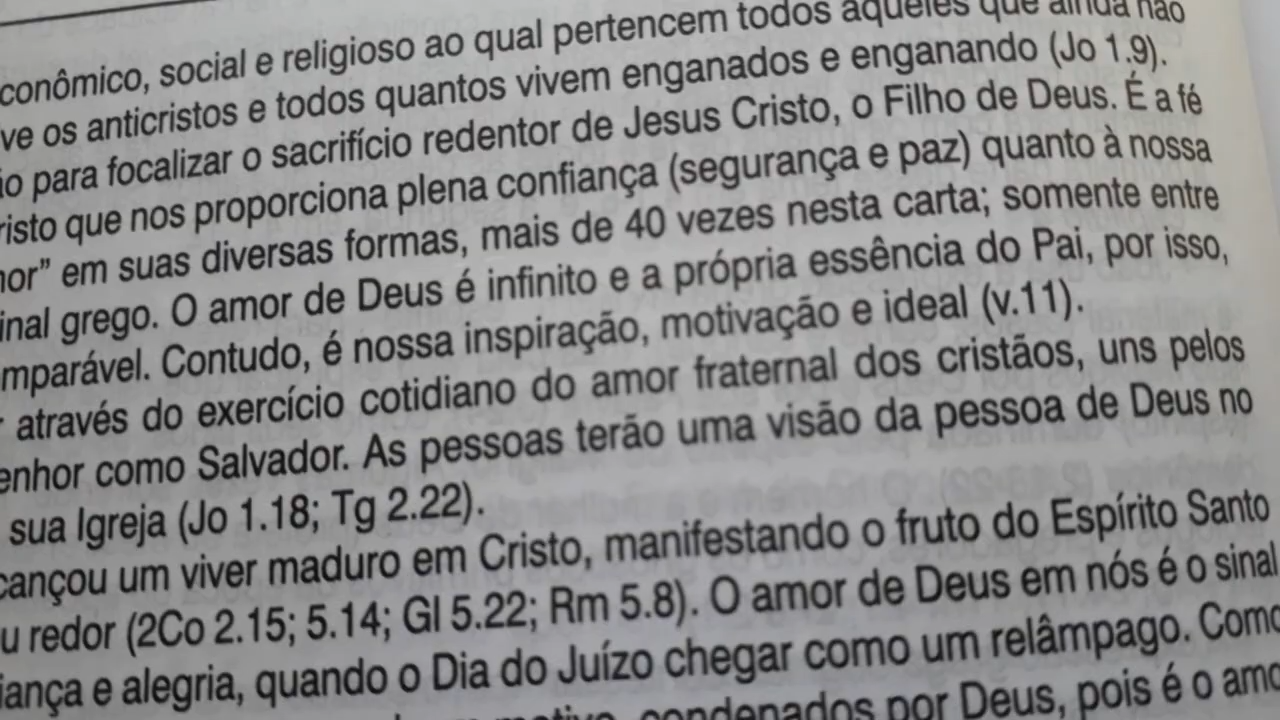 conômico, social e religioso ao qual pertencem todos aqueles que ainda não
ve os anticristos e todos quantos vivem enganados e enganando (Jo 1.9).
o para focalizar o sacrifício redentor de Jesus Cristo, o Filho de Deus. É a fé
risto que nos proporciona plena confiança (segurança e paz) quanto à nossa
or” em suas diversas formas, mais de 40 vezes nesta carta; somente entre
inal grego. O amor de Deus é infinito e a própria essência do Pai, por isso,
mparável. Contudo, é nossa inspiração, motivação e ideal (v.11).
r através do exercício cotidiano do amor fraternal dos cristãos, uns pelos
enhor como Salvador. As pessoas terão uma visão da pessoa de Deus no
sua Igreja (Jo 1.18; Tg 2.22).
cançou um viver maduro em Cristo, manifestando o fruto do Espírito Santo
u redor (2Co 2.15; 5.14; Gl 5.22; Rm 5.8). O amor de Deus em nós é o sinal
iança e alegria, quando o Dia do Juízo chegar como um relâmpago. Como
motivo, condenados por Deus, pois é o amo